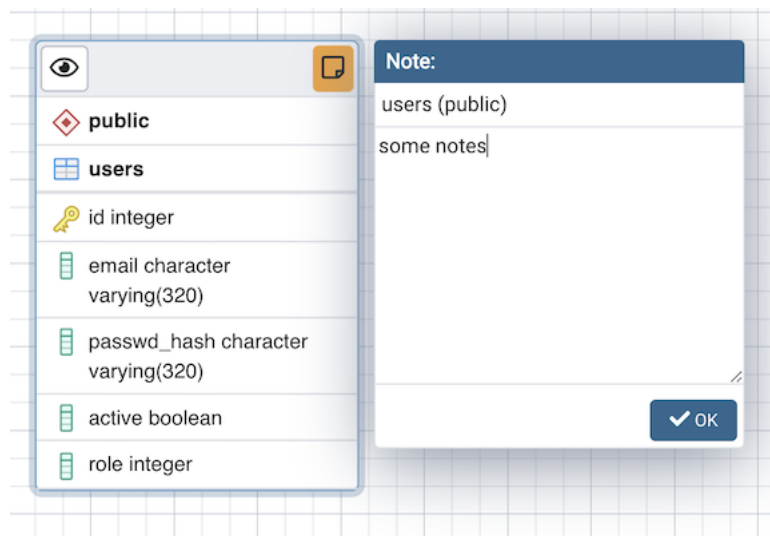 public
users
id integer
email character
varying(320)
passwd_hash character
varying(320)
active boolean
role integer
Note:
users (public)
some notes
OK